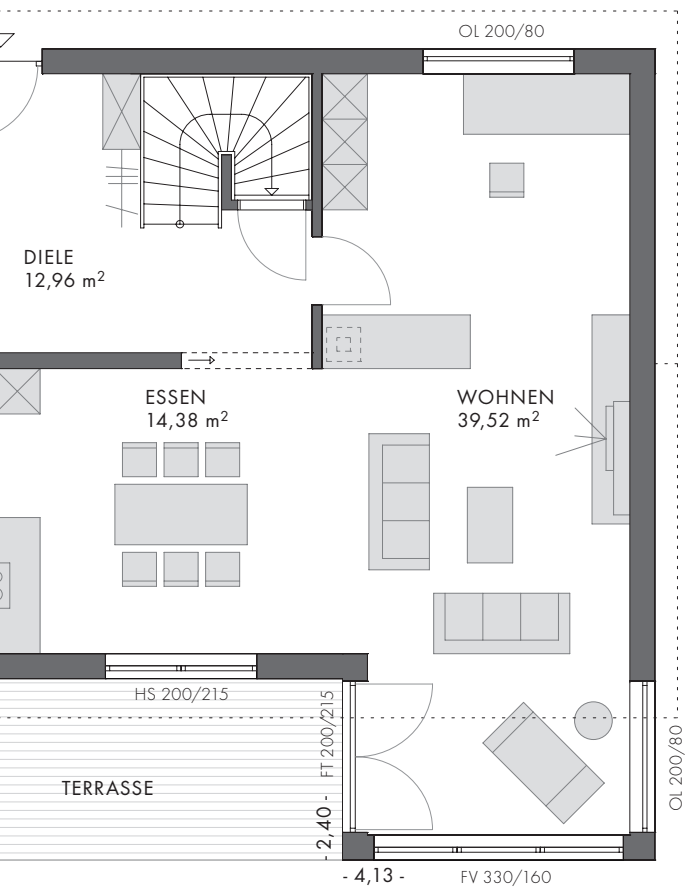 OL 200/80
DIELE
12,96 m²
ESSEN
14,38 m²
WOHNEN
39,52 m²
HS 200/215
FT 200/215
TERRASSE
- 2,40 -
OL 200/80
- 4,13 -
FV 330/160